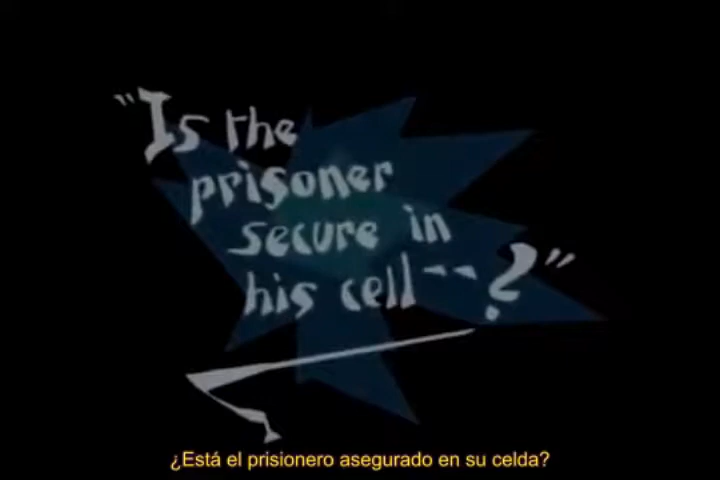 "Is the
prisoner
secure in
his cell--?"
¿Está el prisionero asegurado en su celda?